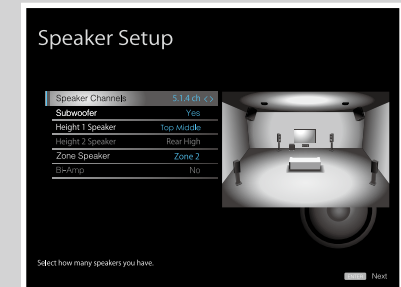 Speaker Setup
Speaker Channels 5.1.4 ch < >
Subwoofer Yes
Height 1 Speaker Top Middle
Height 2 Speaker Rear High
Zone Speaker Zone 2
Bi-Amp No
Select how many speakers you have.
ENTER Next